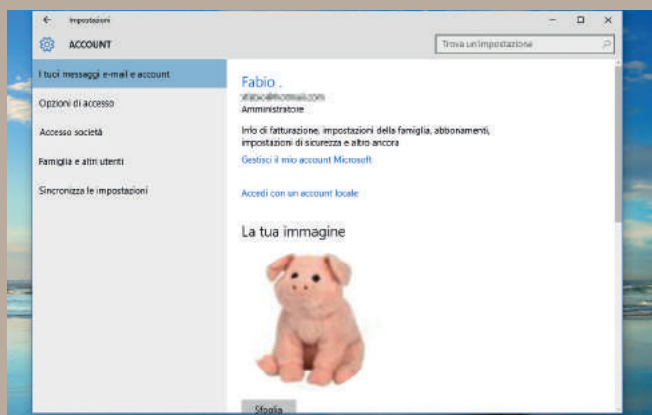 Impostazioni
ACCOUNT
Trova un'impostazione
I tuoi messaggi e-mail e account
Opzioni di accesso
Accesso società
Famiglia e altri utenti
Sincronizza le impostazioni
Fabio .
Amministratore
Info di fatturazione, impostazioni della famiglia, abbonamenti,
impostazioni di sicurezza e altro ancora
Gestisci il mio account Microsoft
Accedi con un account locale
La tua immagine
Sfoglia